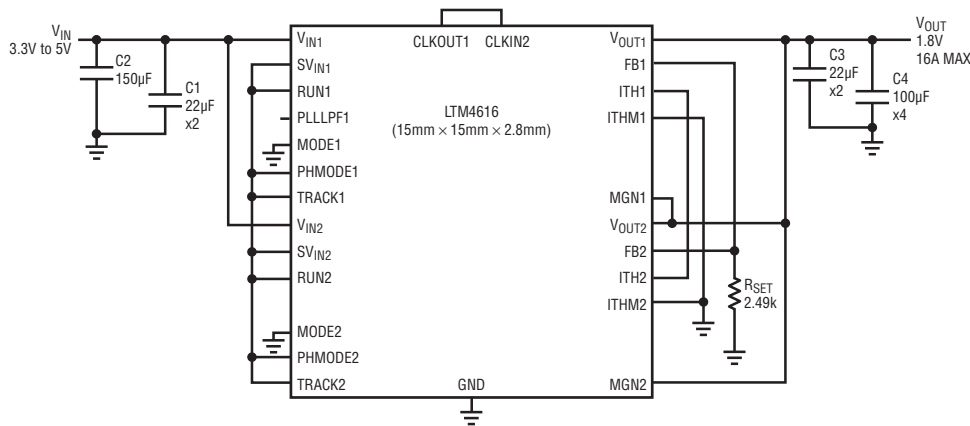 CLKOUT1 CLKIN2
VIN
3.3V to 5V
C2
150µF
C1
22µF
x2
VIN1
SVIN1
RUN1
PLLLPF1
MODE1
PHMODE1
TRACK1
VIN2
SVIN2
RUN2
MODE2
PHMODE2
TRACK2
LTM4616
(15mm × 15mm × 2.8mm)
GND
VOUT1
FB1
ITH1
ITHM1
MGN1
VOUT2
FB2
ITH2
ITHM2
MGN2
RSET
2.49k
C3
22µF
x2
C4
100µF
x4
VOUT
1.8V
16A MAX